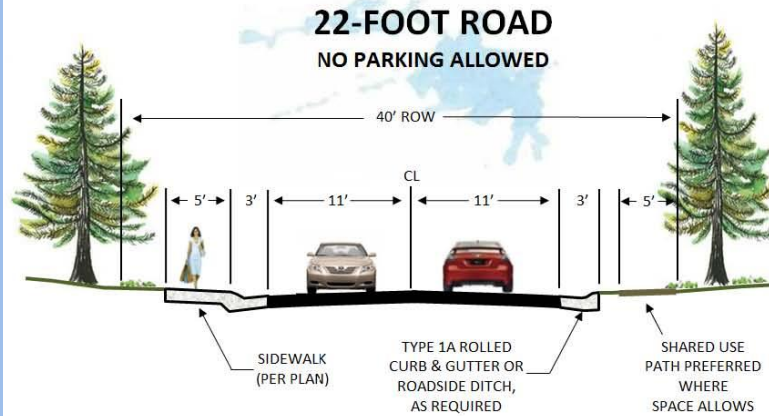 22-FOOT ROAD
NO PARKING ALLOWED
40' ROW
CL
5'
3'
11'
11'
3'
5'
SIDEWALK
(PER PLAN)
TYPE 1A ROLLED
CURB & GUTTER OR
ROADSIDE DITCH,
AS REQUIRED
SHARED USE
PATH PREFERRED
WHERE
SPACE ALLOWS